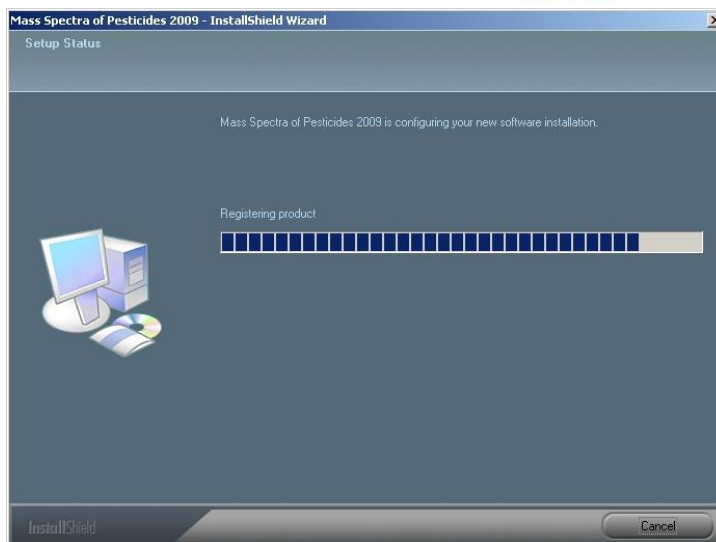 Mass Spectra of Pesticides 2009 - InstallShield Wizard
Setup Status
Mass Spectra of Pesticides 2009 is configuring your new software installation.
Registering product
InstallShield
Cancel